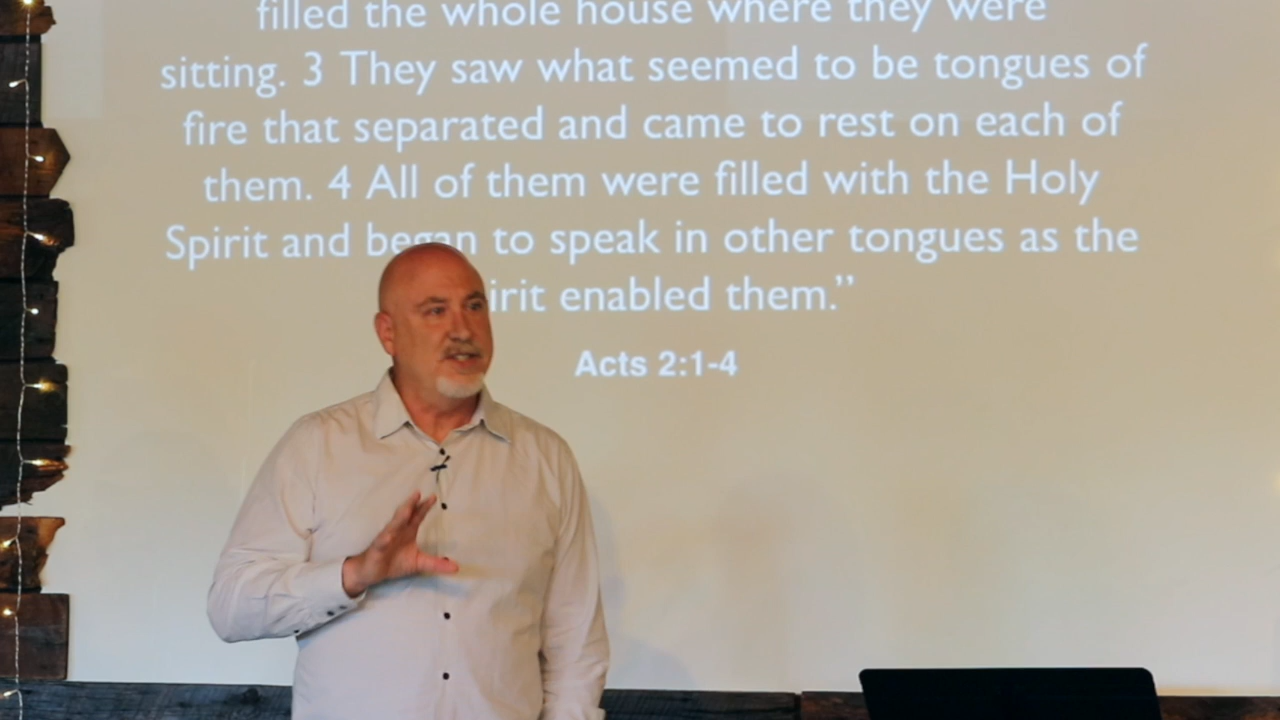 filled the whole house where they were
sitting. 3 They saw what seemed to be tongues of
fire that separated and came to rest on each of
them. 4 All of them were filled with the Holy
Spirit and began to speak in other tongues as the
irit enabled them.”
Acts 2:1-4